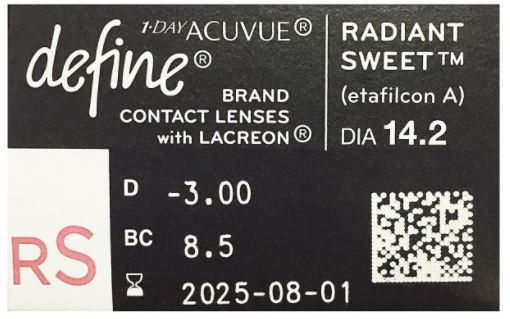 1·DAY ACUVUE®
define®
BRAND
CONTACT LENSES
with LACREON®
RADIANT
SWEET™
(etafilcon A)
DIA 14.2
RS
D -3.00
BC 8.5
2025-08-01